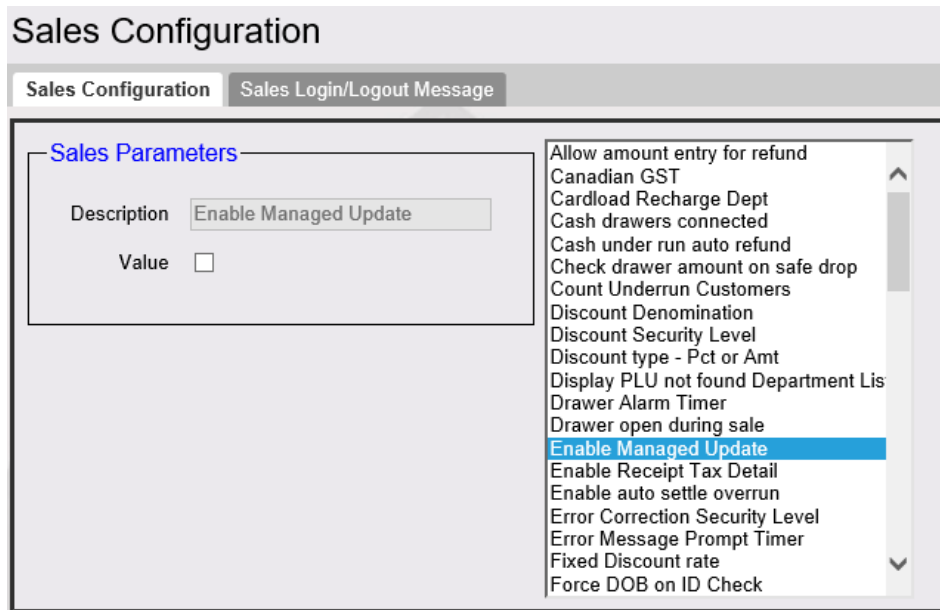 Sales Configuration
Sales Configuration
Sales Login/Logout Message
Sales Parameters
Description
Enable Managed Update
Value
Allow amount entry for refund
Canadian GST
Cardload Recharge Dept
Cash drawers connected
Cash under run auto refund
Check drawer amount on safe drop
Count Underrun Customers
Discount Denomination
Discount Security Level
Discount type - Pct or Amt
Display PLU not found Department Lis
Drawer Alarm Timer
Drawer open during sale
Enable Managed Update
Enable Receipt Tax Detail
Enable auto settle overrun
Error Correction Security Level
Error Message Prompt Timer
Fixed Discount rate
Force DOB on ID Check